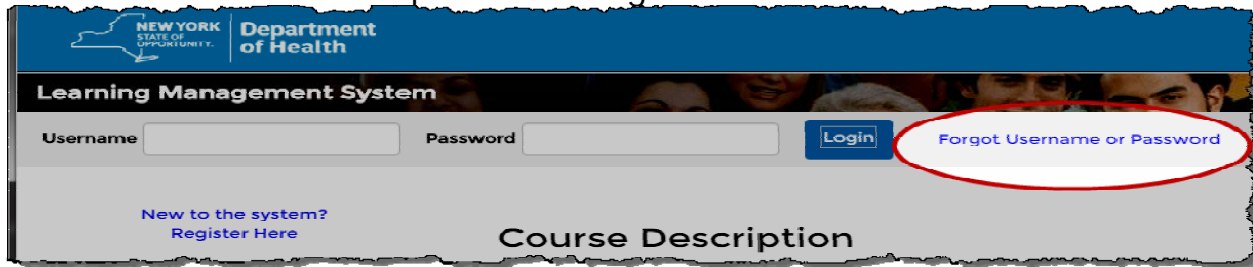 NEW YORK
STATE OF
OPPORTUNITY.
Department
of Health
Learning Management System
Username
Password
Login
Forgot Username or Password
New to the system?
Register Here
Course Description